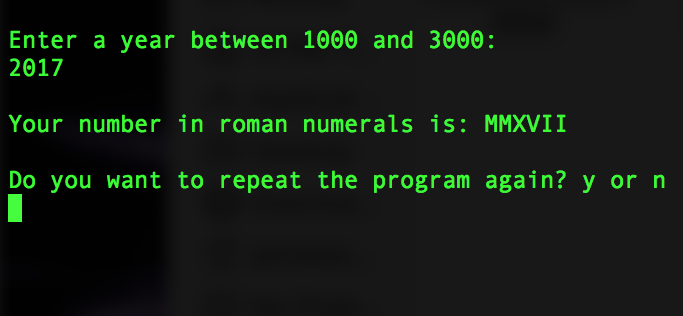 Enter a year between 1000 and 3000:
2017
Your number in roman numerals is: MMXVII
Do you want to repeat the program again? y or n